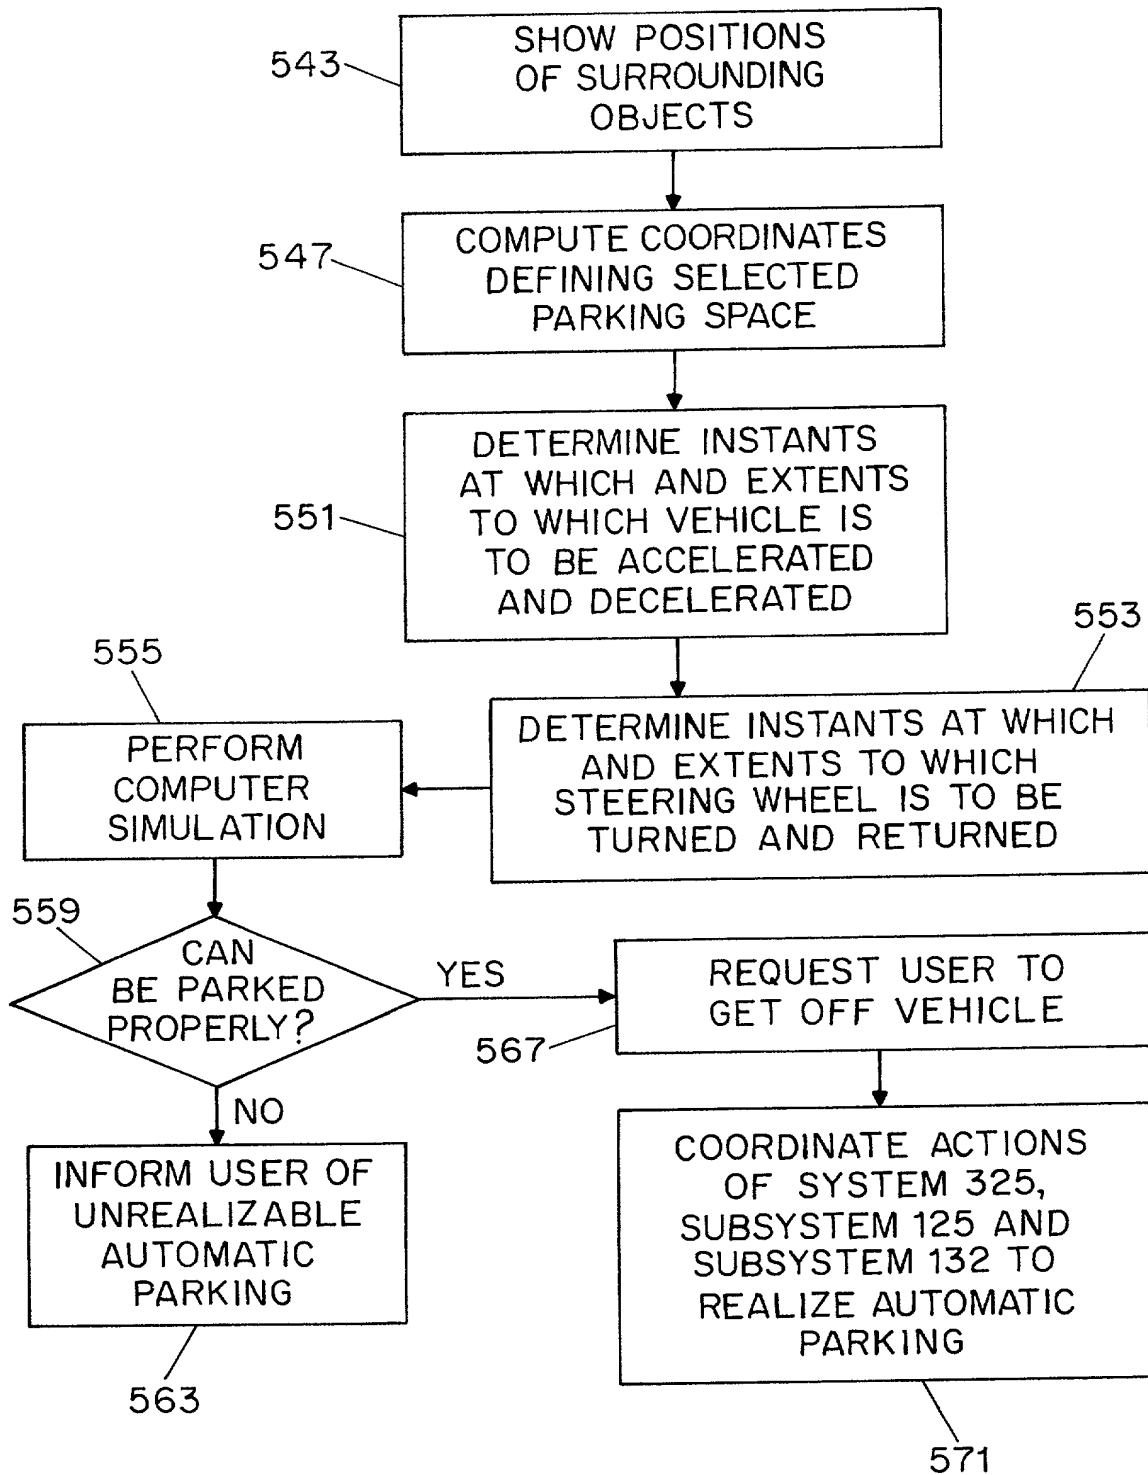 543
SHOW POSITIONS
OF SURROUNDING
OBJECTS
547
COMPUTE COORDINATES
DEFINING SELECTED
PARKING SPACE
551
DETERMINE INSTANTS
AT WHICH AND EXTENTS
TO WHICH VEHICLE IS
TO BE ACCELERATED
AND DECELERATED
553
DETERMINE INSTANTS AT WHICH
AND EXTENTS TO WHICH
STEERING WHEEL IS TO BE
TURNED AND RETURNED
555
PERFORM
COMPUTER
SIMULATION
559
CAN
BE PARKED
PROPERLY?
YES
NO
567
REQUEST USER TO
GET OFF VEHICLE
INFORM USER OF
UNREALIZABLE
AUTOMATIC
PARKING
563
COORDINATE ACTIONS
OF SYSTEM 325,
SUBSYSTEM 125 AND
SUBSYSTEM 132 TO
REALIZE AUTOMATIC
PARKING
571